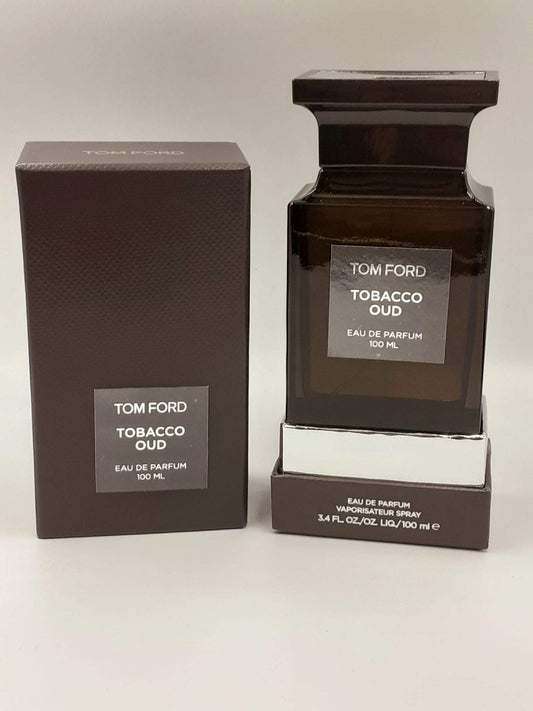 TOM FORD
TOM FORD
TOBACCO
OUD
EAU DE PARFUM
100 ML
TOM FORD
TOBACCO
OUD
EAU DE PARFUM
100 ML
EAU DE PARFUM
VAPORISATEUR SPRAY
3.4 FL. OZ./OZ. LIQ./100 ml ℮